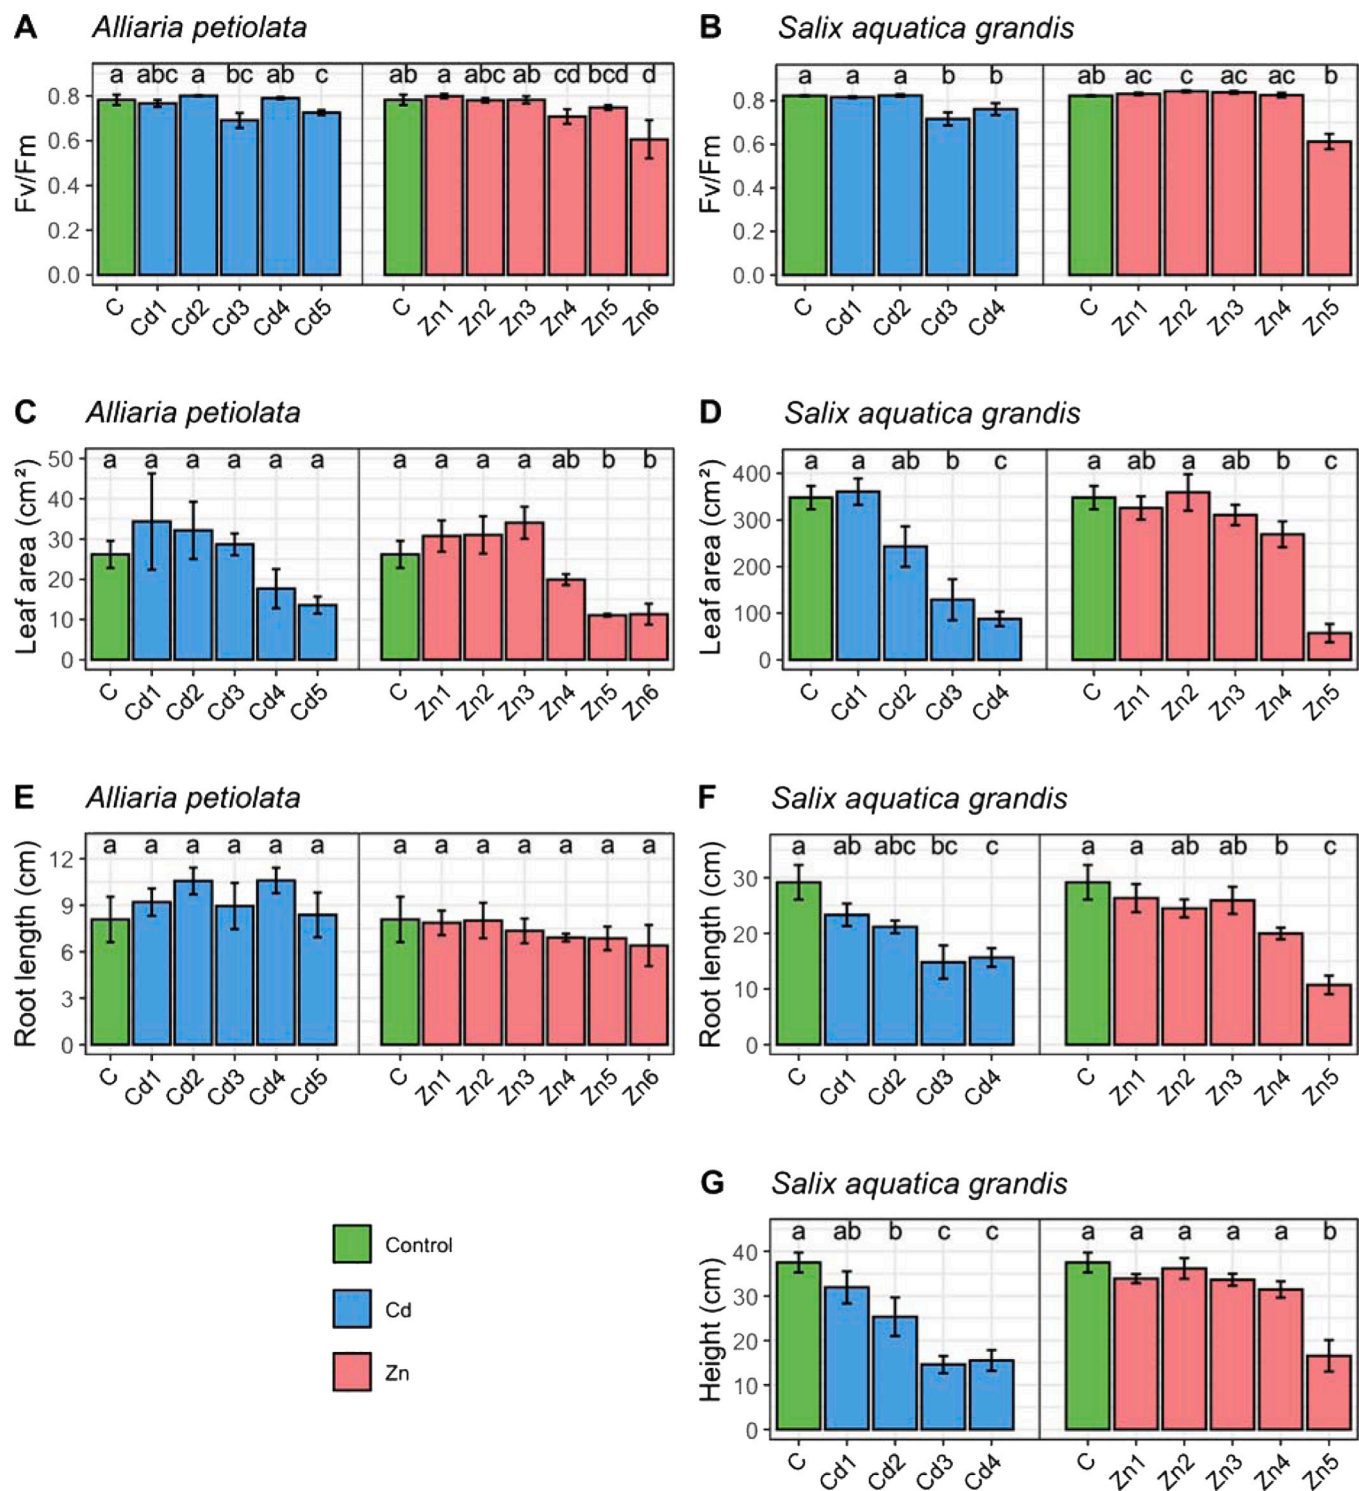 A Alliaria petiolata
a abc a bc ab c ab a abc ab cd bcd d
Fv/Fm
0.8
0.6
0.4
0.2
0.0
C Cd1 Cd2 Cd3 Cd4 Cd5 C Zn1 Zn2 Zn3 Zn4 Zn5 Zn6
B Salix aquatica grandis
a a a b b ab ac c ac ac b
Fv/Fm
0.8
0.6
0.4
0.2
0.0
C Cd1 Cd2 Cd3 Cd4 C Zn1 Zn2 Zn3 Zn4 Zn5
C Alliaria petiolata
a a a a a a a a a a ab b b
Leaf area (cm²)
50
40
30
20
10
0
C Cd1 Cd2 Cd3 Cd4 Cd5 C Zn1 Zn2 Zn3 Zn4 Zn5 Zn6
D Salix aquatica grandis
a a ab b c a ab a ab b c
Leaf area (cm²)
400
300
200
100
0
C Cd1 Cd2 Cd3 Cd4 C Zn1 Zn2 Zn3 Zn4 Zn5
E Alliaria petiolata
a a a a a a a a a a a a a
Root length (cm)
12
9
6
3
0
C Cd1 Cd2 Cd3 Cd4 Cd5 C Zn1 Zn2 Zn3 Zn4 Zn5 Zn6
F Salix aquatica grandis
a ab abc bc c a a ab ab b c
Root length (cm)
30
20
10
0
C Cd1 Cd2 Cd3 Cd4 C Zn1 Zn2 Zn3 Zn4 Zn5
G Salix aquatica grandis
a ab b c c a a a a a b
Height (cm)
40
30
20
10
0
C Cd1 Cd2 Cd3 Cd4 C Zn1 Zn2 Zn3 Zn4 Zn5
Control
Cd
Zn